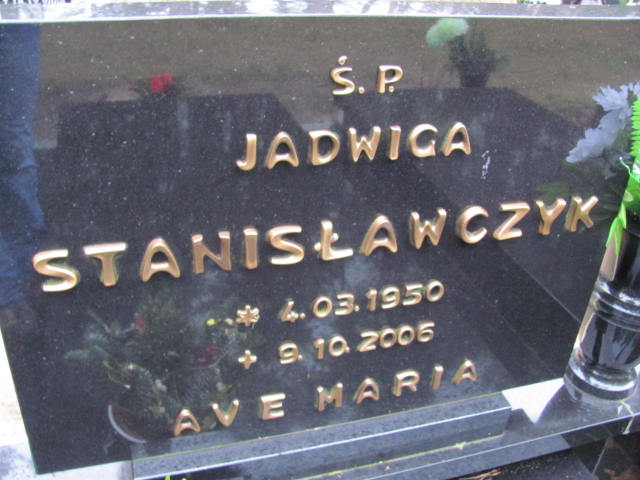 Ś. P.
JADWIGA
STANISŁAWCZYK
* 4.03.1950
+ 9.10.2006
AVE MARIA